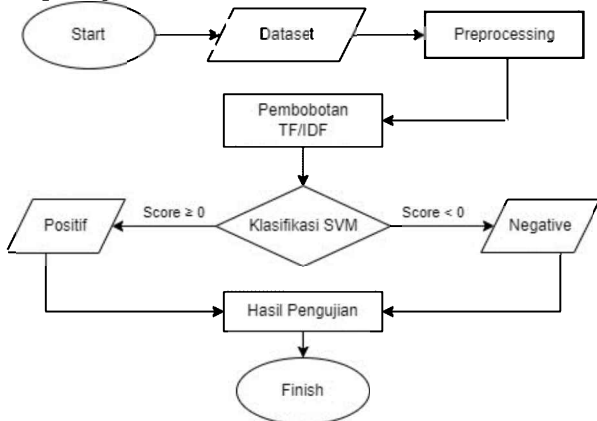 Start
Dataset
Preprocessing
Pembobotan
TF/IDF
Positif
Score ≥ 0
Klasifikasi SVM
Score < 0
Negative
Hasil Pengujian
Finish